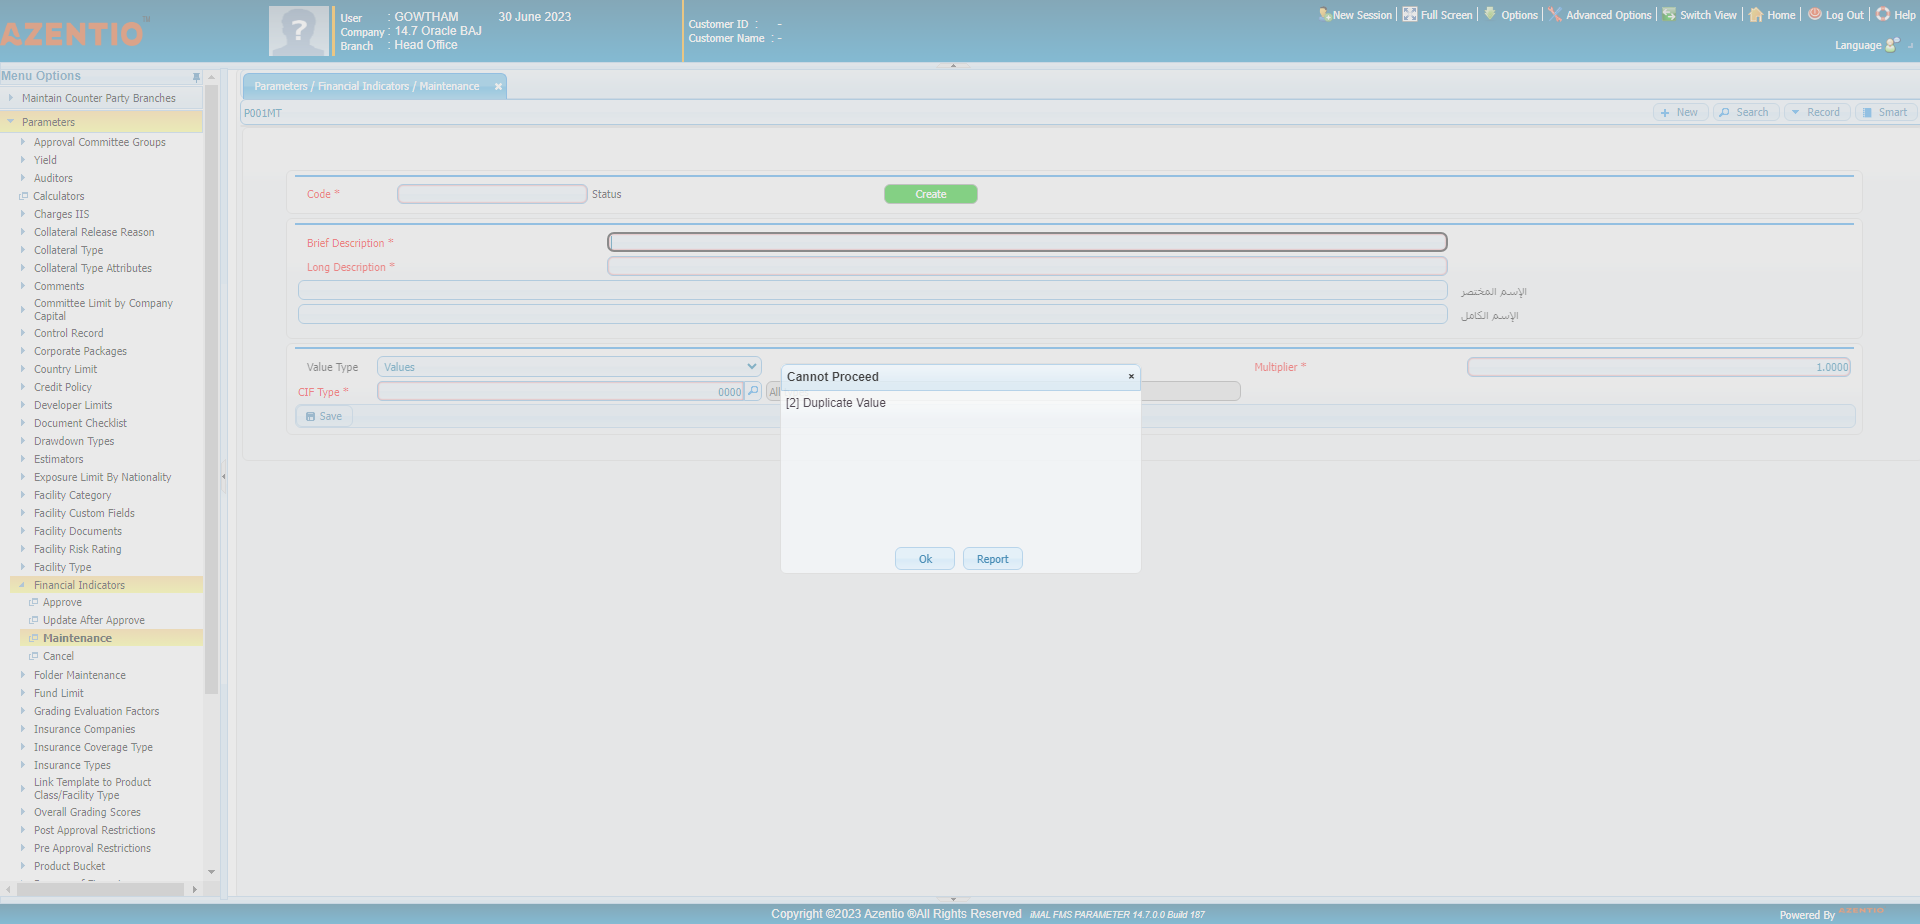 AZENTIO
User : GOWTHAM 30 June 2023
Company : 14.7 Oracle BAJ
Branch : Head Office
Customer ID : -
Customer Name : -
New Session
Full Screen
Options
Advanced Options
Switch View
Home
Log Out
Help
Language
Menu Options
Maintain Counter Party Branches
Parameters
Approval Committee Groups
Yield
Auditors
Calculators
Charges IIS
Collateral Release Reason
Collateral Type
Collateral Type Attributes
Comments
Committee Limit by Company
Capital
Control Record
Corporate Packages
Country Limit
Credit Policy
Developer Limits
Document Checklist
Drawdown Types
Estimators
Exposure Limit By Nationality
Facility Category
Facility Custom Fields
Facility Documents
Facility Risk Rating
Facility Type
Financial Indicators
Approve
Update After Approve
Maintenance
Cancel
Folder Maintenance
Fund Limit
Grading Evaluation Factors
Insurance Companies
Insurance Coverage Type
Insurance Types
Link Template to Product
Class/Facility Type
Overall Grading Scores
Post Approval Restrictions
Pre Approval Restrictions
Product Bucket
Parameters / Financial Indicators / Maintenance
P001MT
New
Search
Record
Smart
Code *
Status
Create
Brief Description *
Long Description *
الإسم المختصر
الإسم الكامل
Value Type
Values
Multiplier *
1.0000
CIF Type *
0000
All
Save
Cannot Proceed
[2] Duplicate Value
Ok
Report
Copyright ©2023 Azentio ®All Rights Reserved iMAL FMS PARAMETER 14.7.0.0 Build 187
Powered By AZENTIO